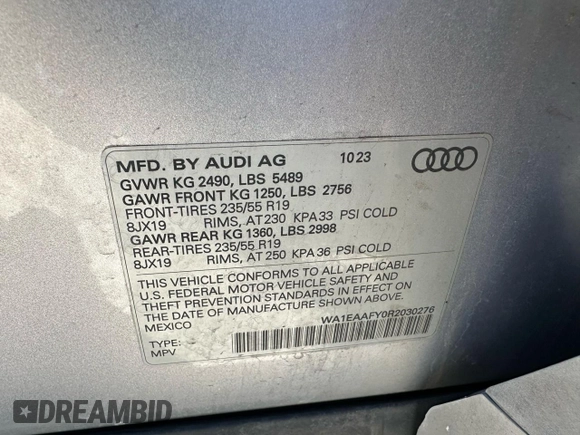 MFD. BY AUDI AG 10 23
GVWR KG 2490, LBS 5489
GAWR FRONT KG 1250, LBS 2756
FRONT-TIRES 235/55 R19
8JX19 RIMS, AT 230 KPA 33 PSI COLD
GAWR REAR KG 1360, LBS 2998
REAR-TIRES 235/55 R19
8JX19 RIMS, AT 250 KPA 36 PSI COLD
THIS VEHICLE CONFORMS TO ALL APPLICABLE
U.S. FEDERAL MOTOR VEHICLE SAFETY AND
THEFT PREVENTION STANDARDS IN EFFECT ON
THE DATE OF MANUFACTURE SHOWN ABOVE.
MEXICO
WA1EAAFY0R2030276
TYPE:
MPV
DREAMBID